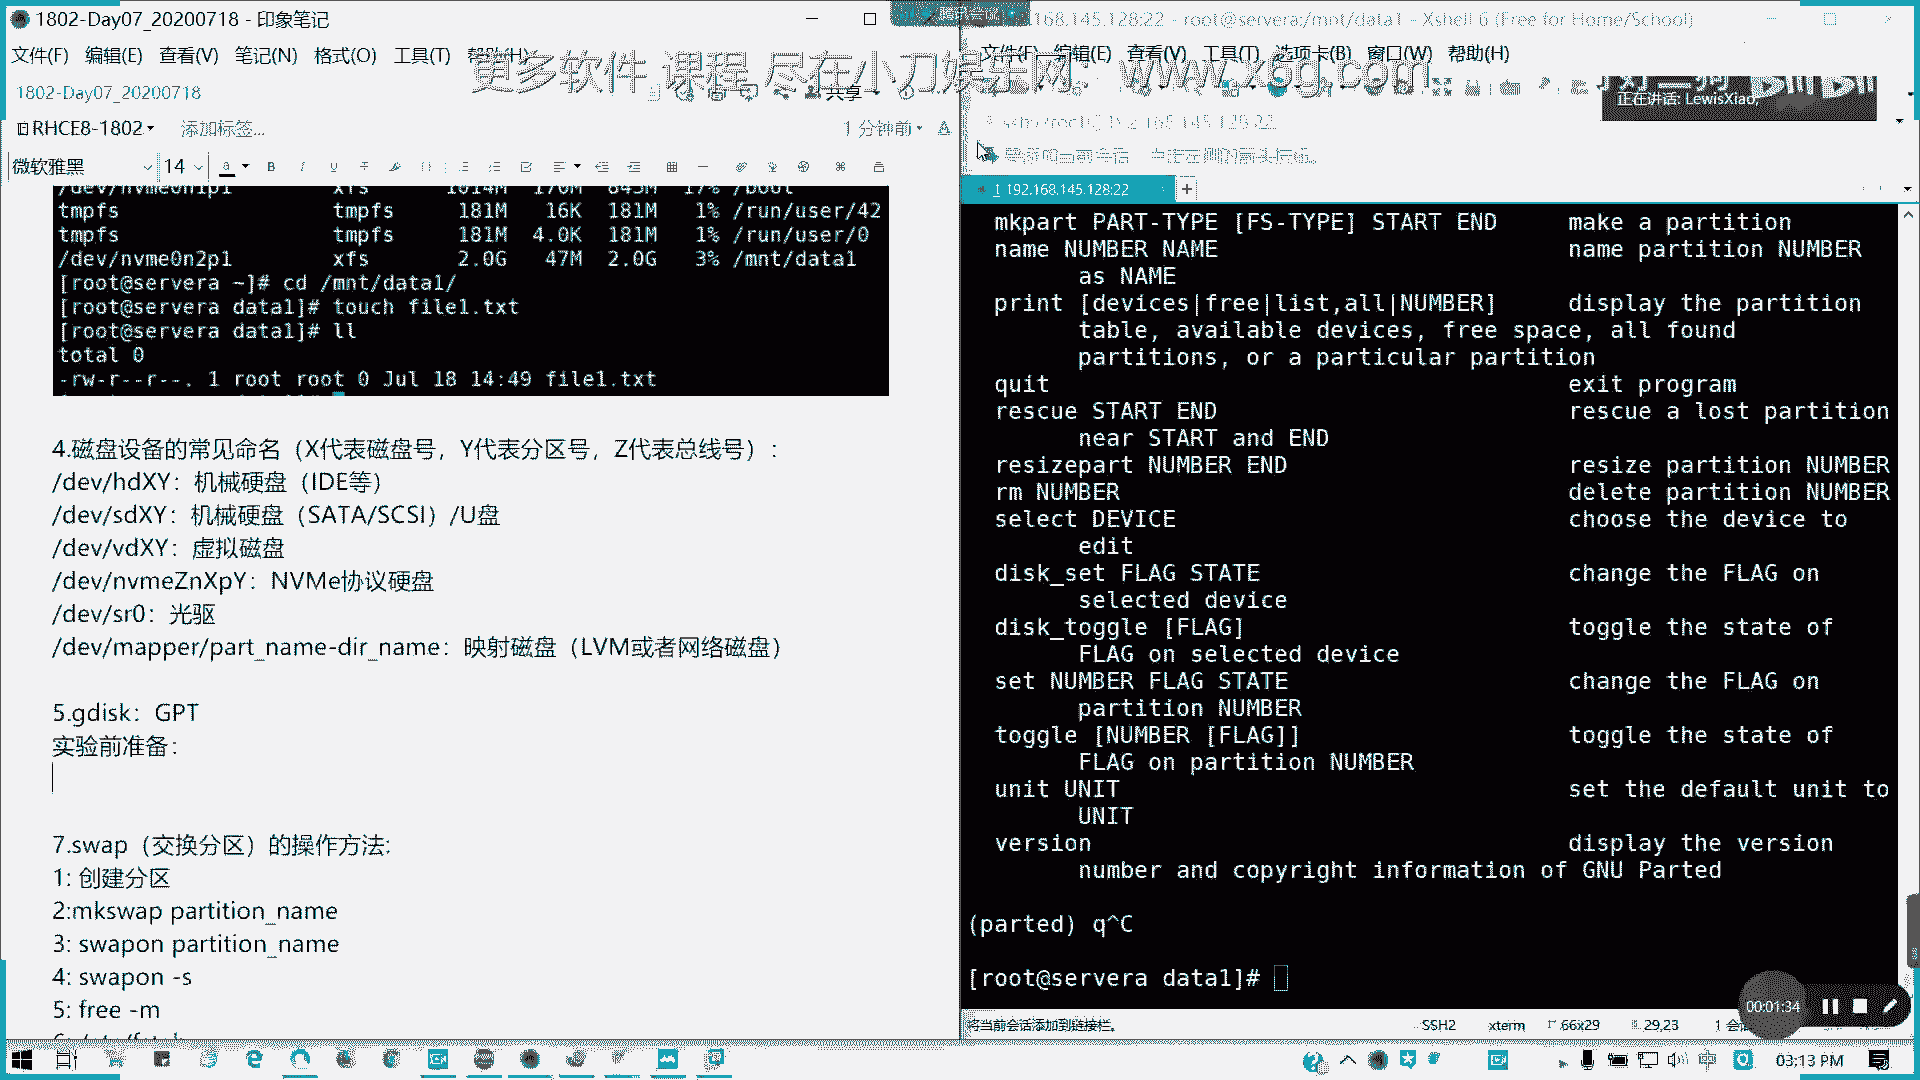 1802-Day07_20200718 - 印象笔记
文件(F) 编辑(E) 查看(V) 笔记(N) 格式(O) 工具(T) 帮助(H)
更多软件 课程 尽在小刀娱乐网: www.x6g.com
1802-Day07_20200718
共享
RHCE8-1802 添加标签...
1 分钟前
微软雅黑 14
/dev/nvme0n1p1 xfs 1014M 170M 845M 17% /boot
tmpfs tmpfs 181M 16K 181M 1% /run/user/42
tmpfs tmpfs 181M 4.0K 181M 1% /run/user/0
/dev/nvme0n2p1 xfs 2.0G 47M 2.0G 3% /mnt/data1
[root@servera ~]# cd /mnt/data1/
[root@servera data1]# touch file1.txt
[root@servera data1]# ll
total 0
-rw-r--r--. 1 root root 0 Jul 18 14:49 file1.txt
4.磁盘设备的常见命名（X代表磁盘号，Y代表分区号，Z代表总线号）：
/dev/hdXY：机械硬盘（IDE等）
/dev/sdXY：机械硬盘（SATA/SCSI）/U盘
/dev/vdXY：虚拟磁盘
/dev/nvmeZnXpY：NVMe协议硬盘
/dev/sr0：光驱
/dev/mapper/part_name-dir_name：映射磁盘（LVM或者网络磁盘）
5.gdisk：GPT
实验前准备：
7.swap（交换分区）的操作方法:
1: 创建分区
2:mkswap partition_name
3: swapon partition_name
4: swapon -s
5: free -m
腾讯会议
.168.145.128:22 - root@servera:/mnt/data1 - Xshell 6 (Free for Home/School)
文件(F) 编辑(E) 查看(V) 工具(T) 选项卡(B) 窗口(W) 帮助(H)
正在讲话: LewisXiao;
1 192.168.145.128:22
mkpart PART-TYPE [FS-TYPE] START END make a partition
name NUMBER NAME name partition NUMBER
as NAME
print [devices|free|list,all|NUMBER] display the partition
table, available devices, free space, all found
partitions, or a particular partition
quit exit program
rescue START END rescue a lost partition
near START and END
resizepart NUMBER END resize partition NUMBER
rm NUMBER delete partition NUMBER
select DEVICE choose the device to
edit
disk_set FLAG STATE change the FLAG on
selected device
disk_toggle [FLAG] toggle the state of
FLAG on selected device
set NUMBER FLAG STATE change the FLAG on
partition NUMBER
toggle [NUMBER [FLAG]] toggle the state of
FLAG on partition NUMBER
unit UNIT set the default unit to
UNIT
version display the version
number and copyright information of GNU Parted
(parted) q^C
[root@servera data1]#
00:01:34
将当前会话添加到链接栏。 SSH2 xterm 66x29 29,23
03:13 PM